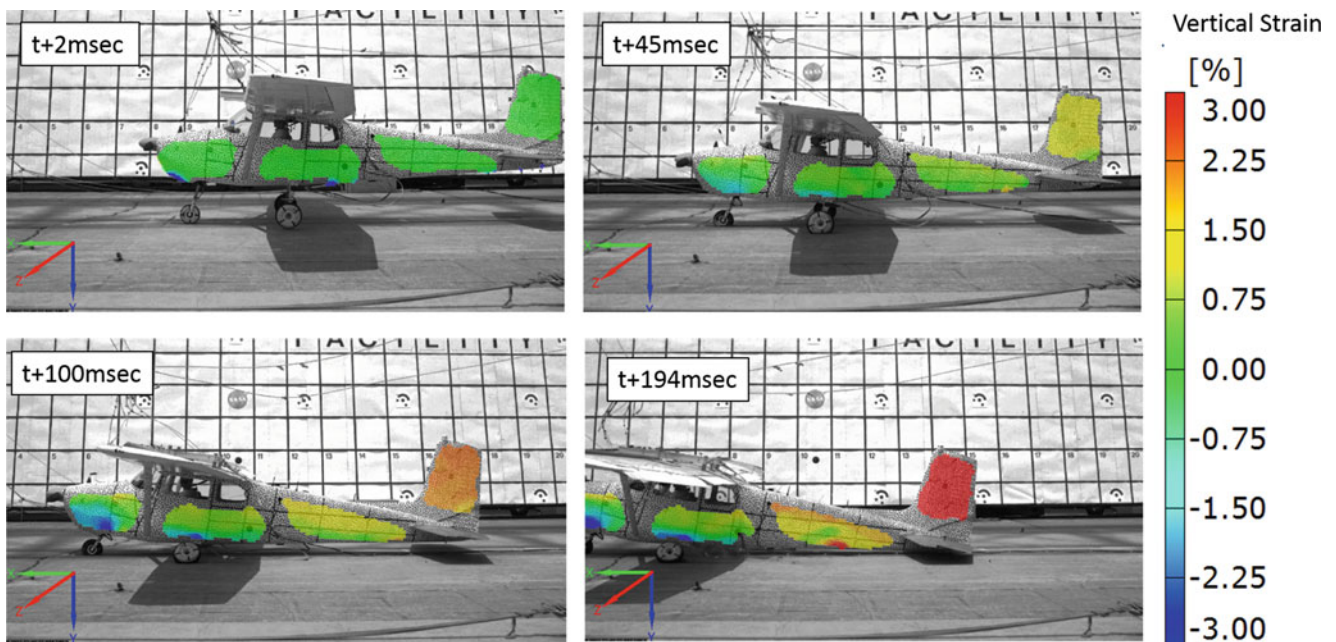 t+2msec
t+45msec
t+100msec
t+194msec
X
Z
Y
X
Z
Y
X
Z
Y
X
Z
Y
Vertical Strain
[%]
3.00
2.25
1.50
0.75
0.00
-0.75
-1.50
-2.25
-3.00